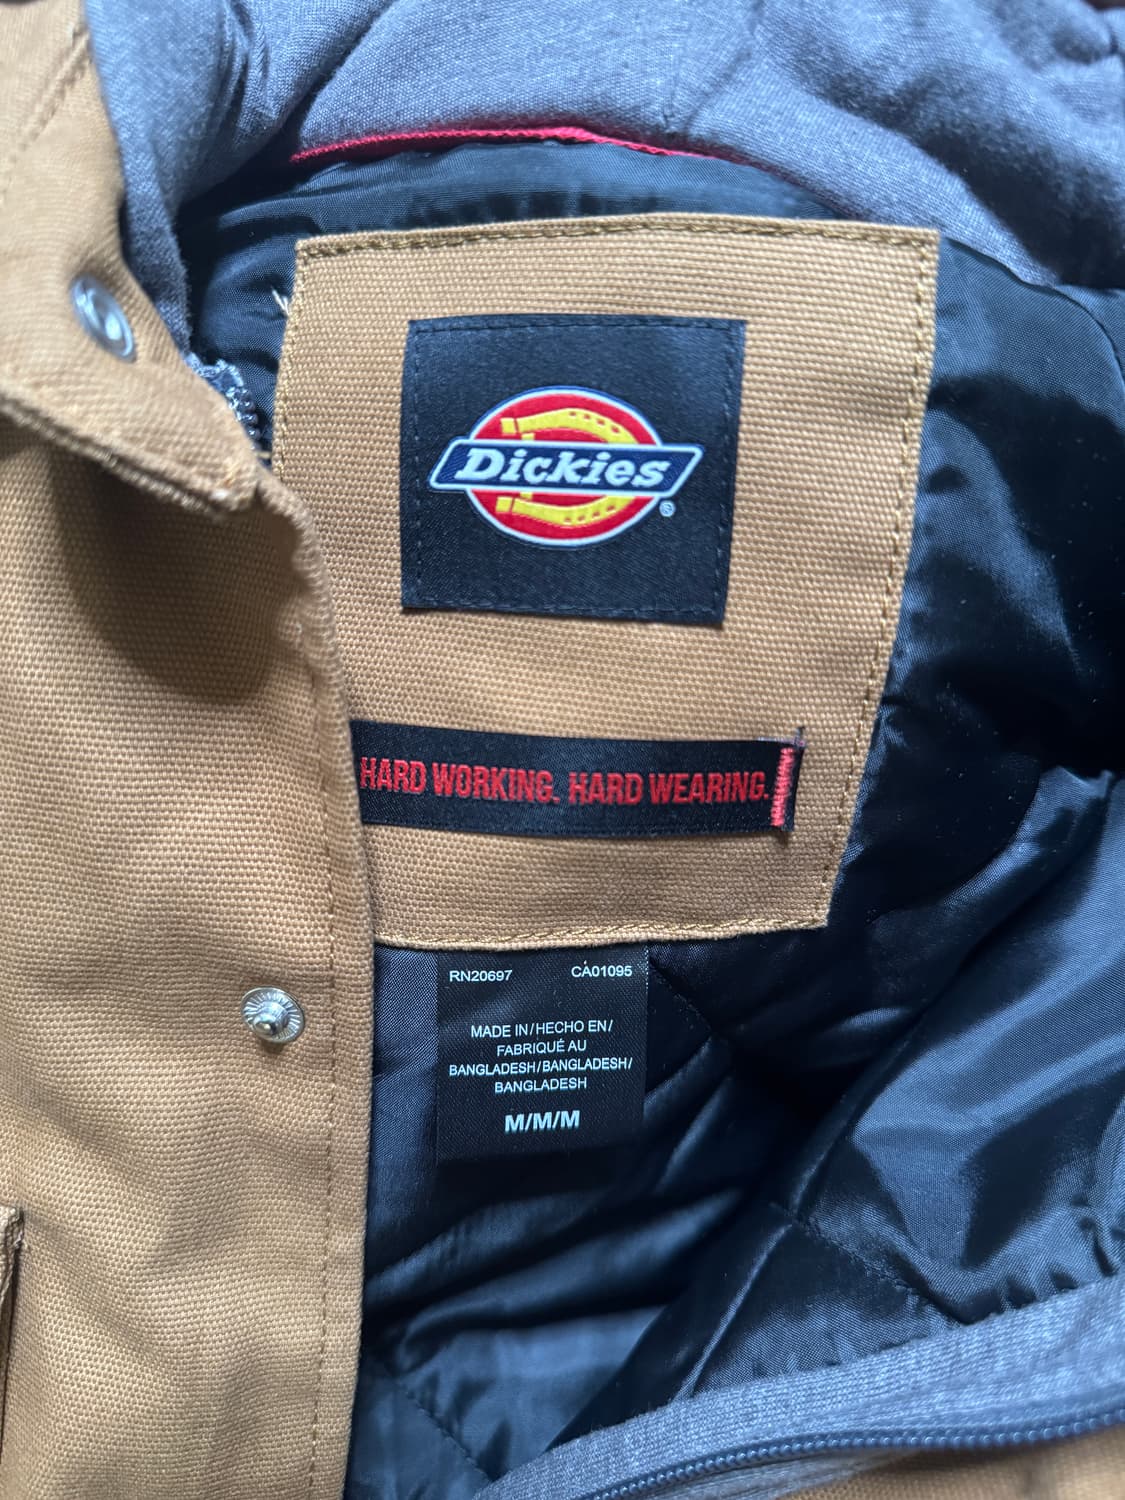 Dickies®
HARD WORKING. HARD WEARING.
RN20697 CA01095
MADE IN/HECHO EN/
FABRIQUÉ AU
BANGLADESH/BANGLADESH/
BANGLADESH
M/M/M